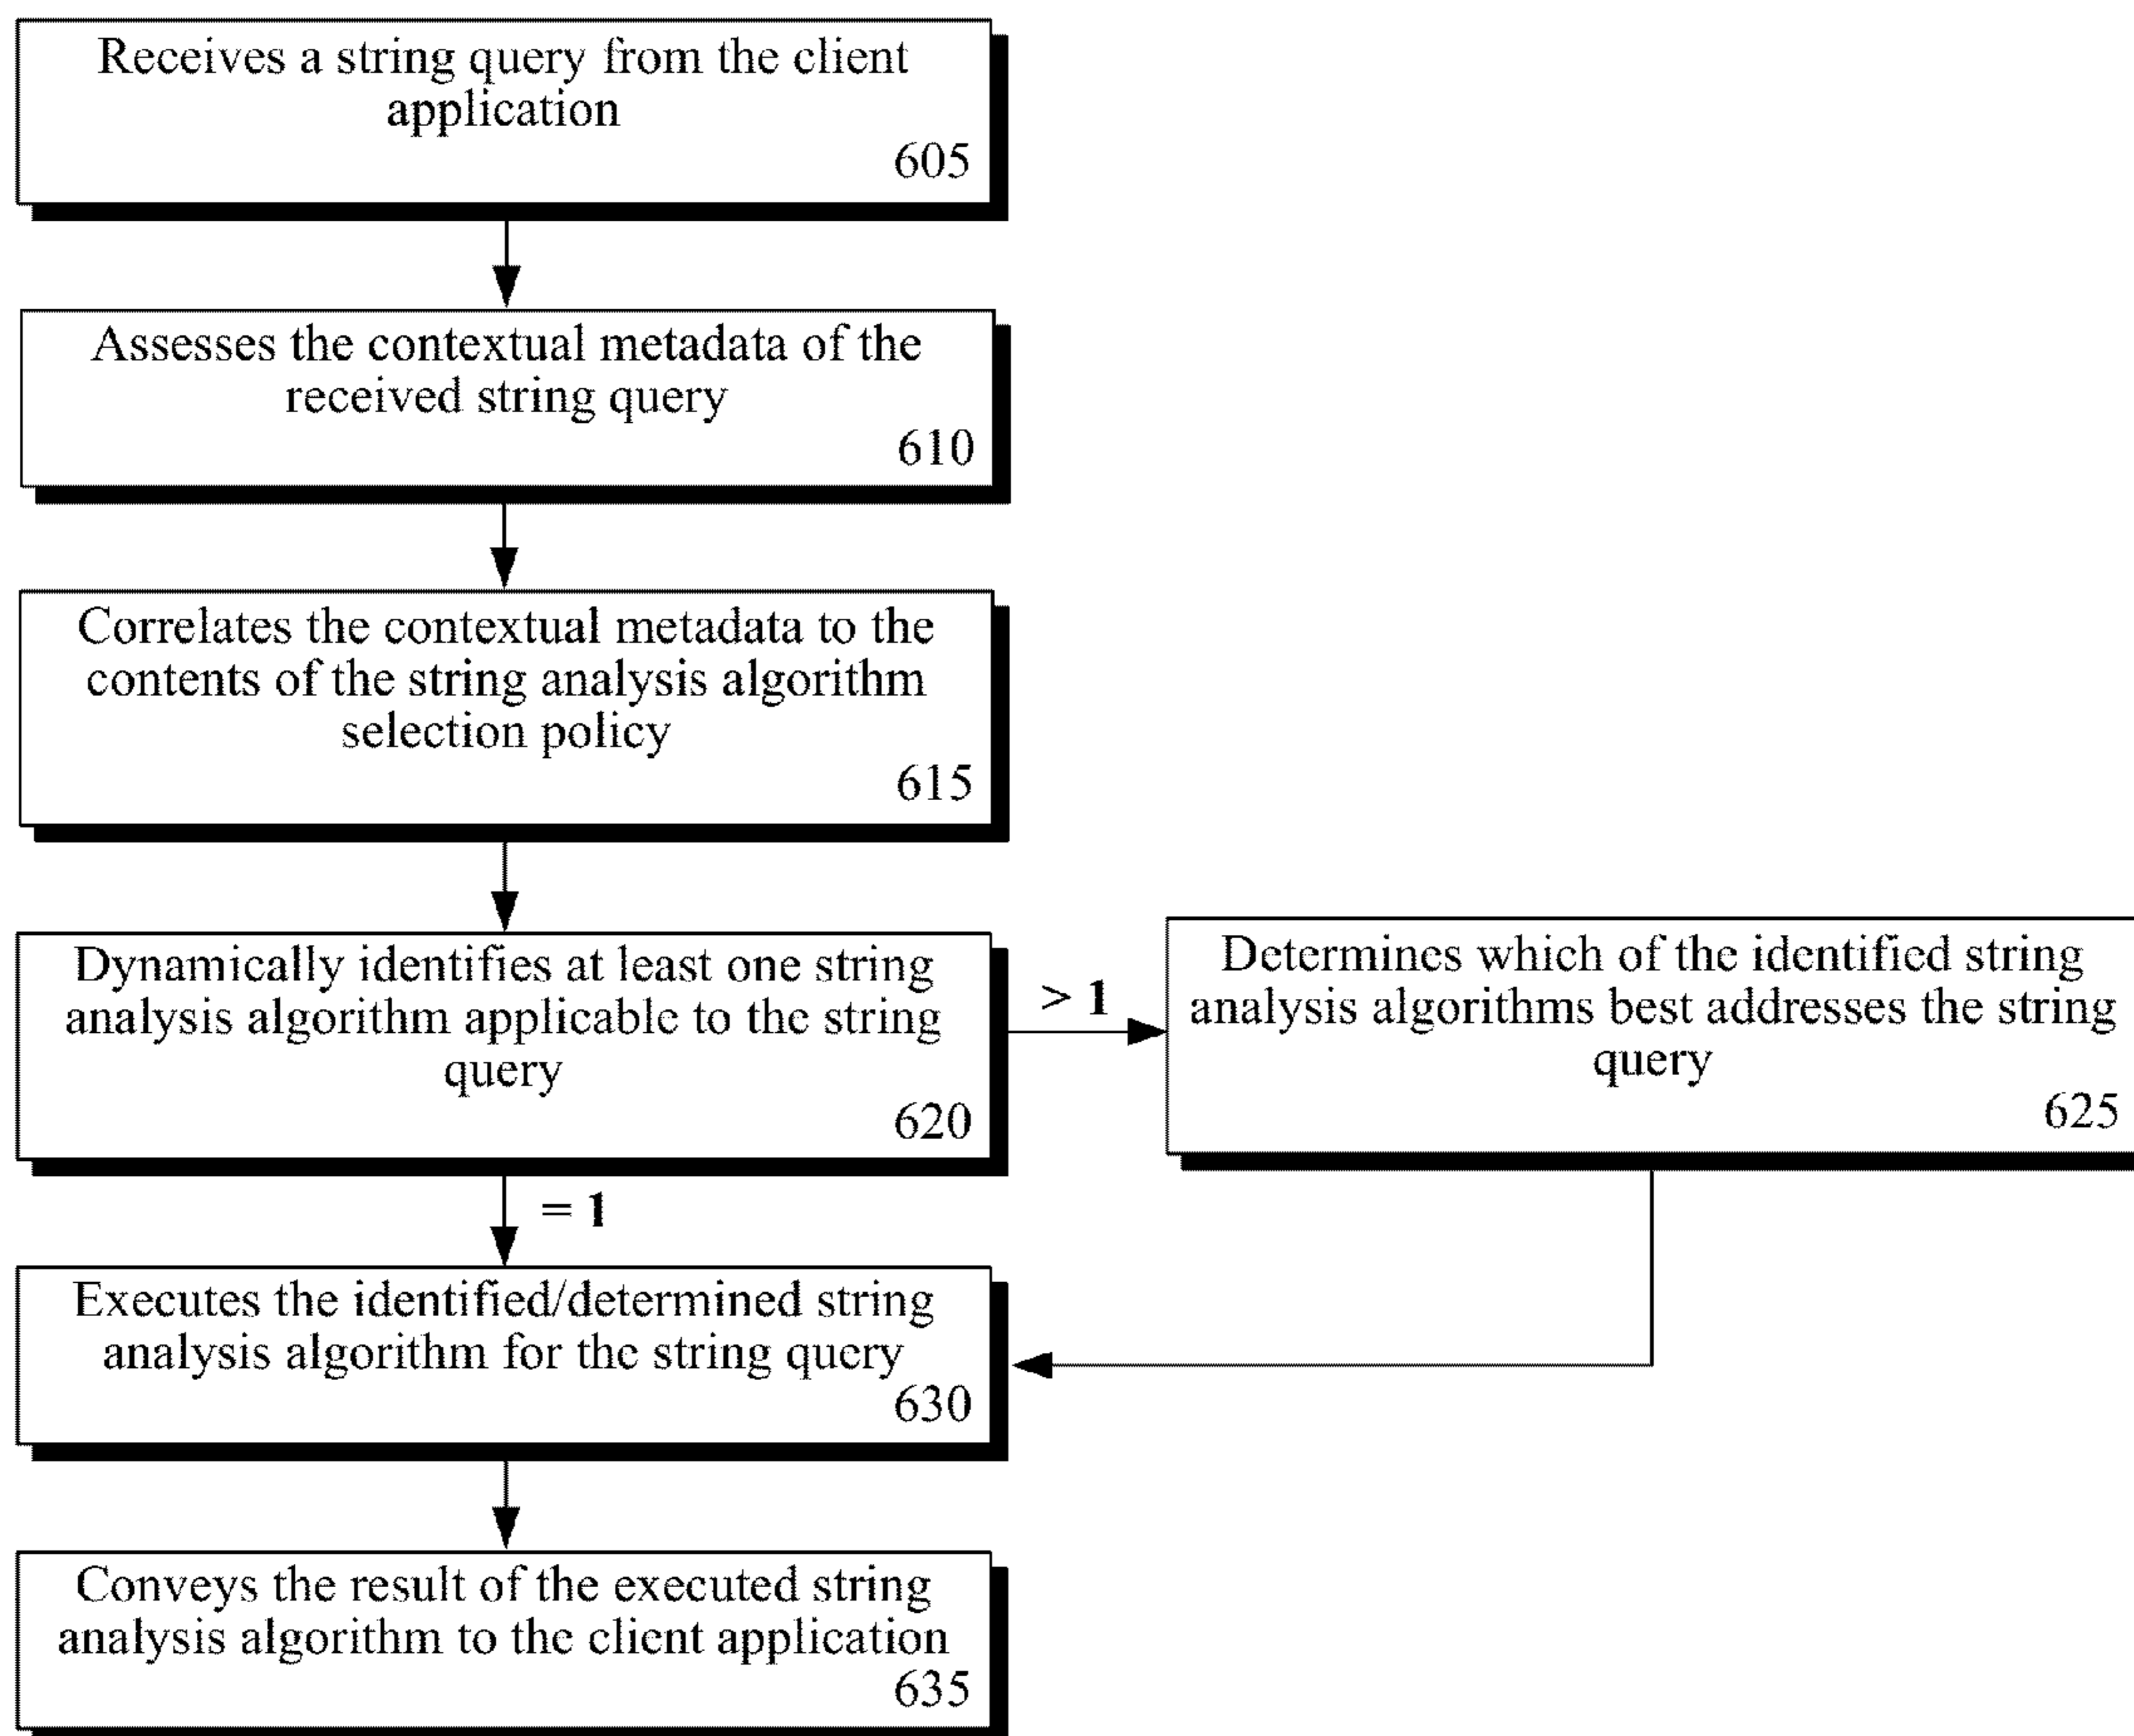 Receives a string query from the client
application
605
Assesses the contextual metadata of the
received string query
610
Correlates the contextual metadata to the
contents of the string analysis algorithm
selection policy
615
Dynamically identifies at least one string
analysis algorithm applicable to the string
query
620
> 1
Determines which of the identified string
analysis algorithms best addresses the string
query
625
= 1
Executes the identified/determined string
analysis algorithm for the string query
630
Conveys the result of the executed string
analysis algorithm to the client application
635